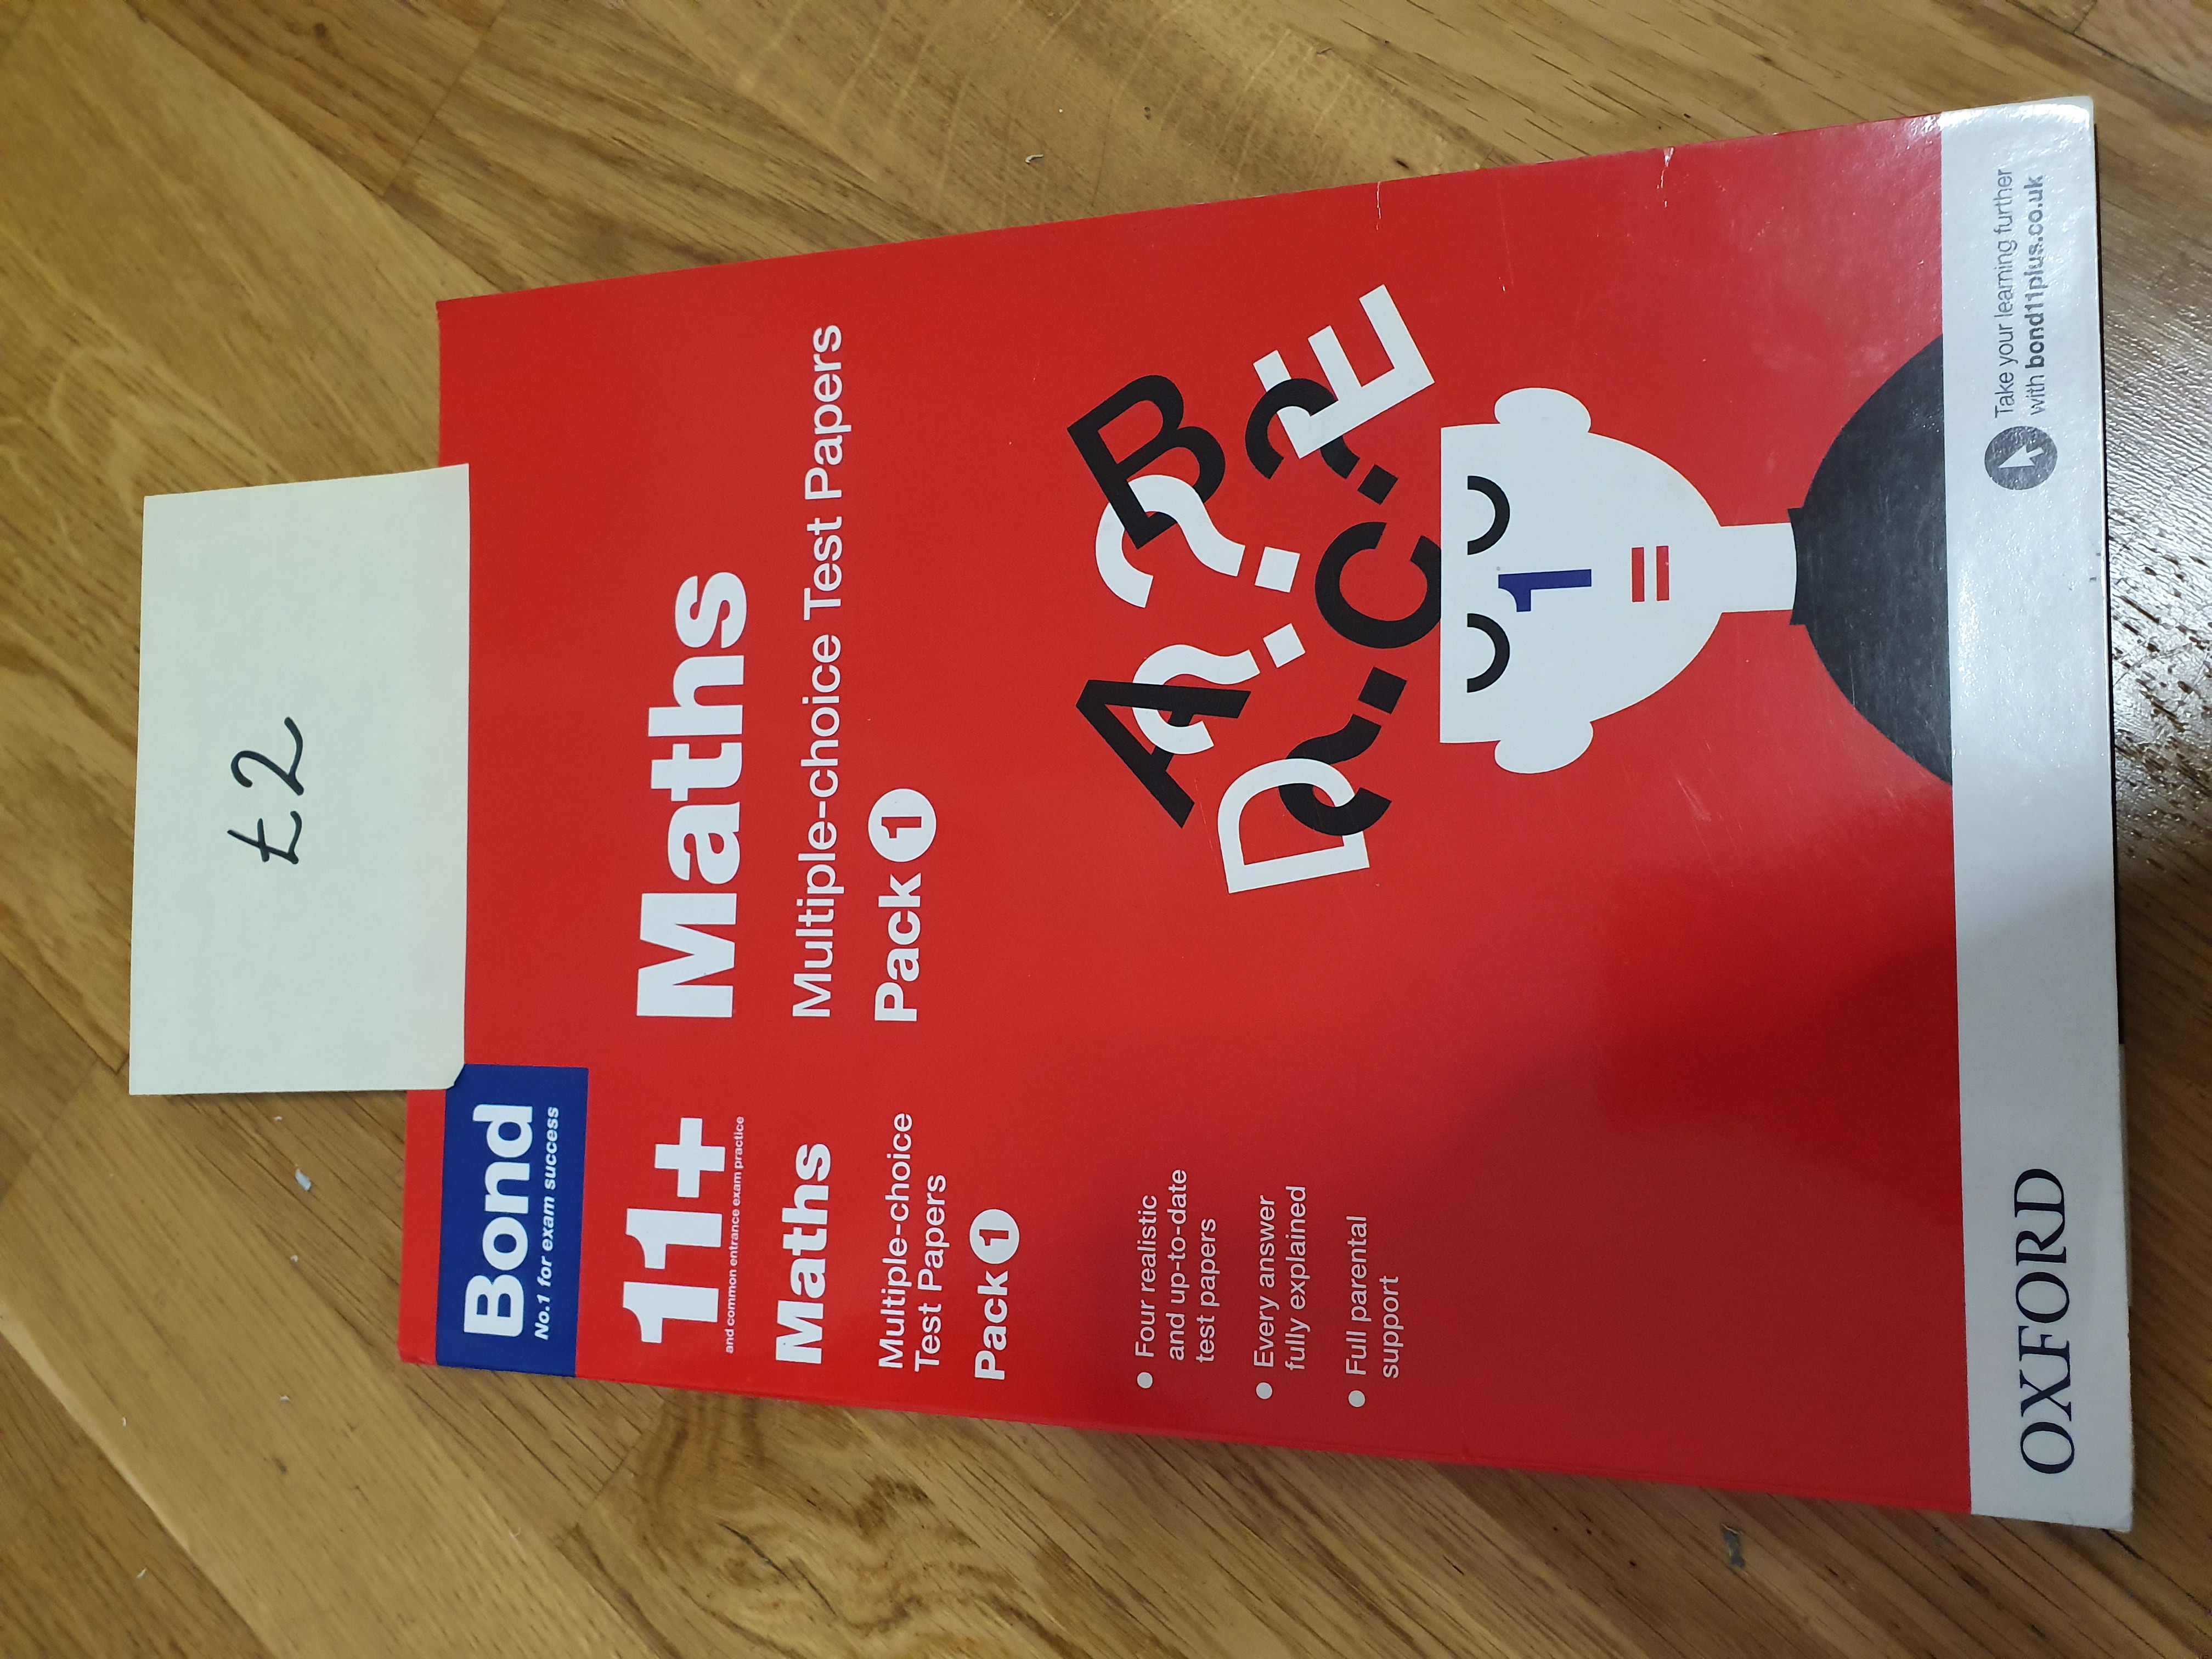 £2
Bond
No.1 for exam success
11+
and common entrance exam practice
Maths
Multiple-choice
Test Papers
Pack 1
Four realistic
and up-to-date
test papers
Every answer
fully explained
Full parental
support
Maths
Multiple-choice Test Papers
Pack 1
A ? ? B
D ? C ? E
1
=
OXFORD
Take your learning further
with bond11plus.co.uk